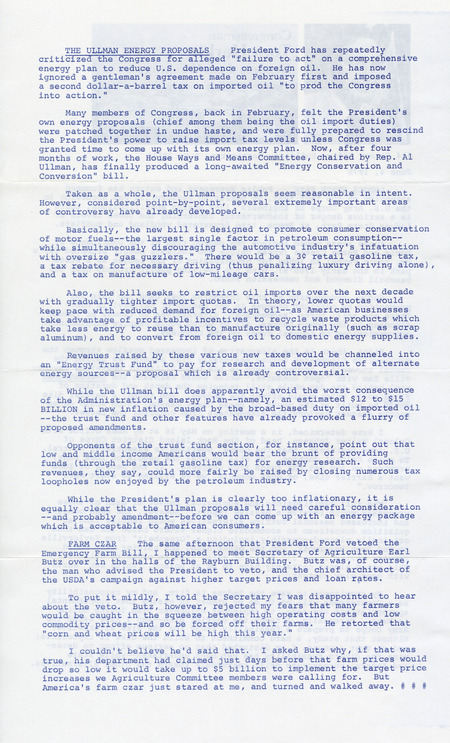 THE ULLMAN ENERGY PROPOSALS President Ford has repeatedly
criticized the Congress for alleged "failure to act" on a comprehensive
energy plan to reduce U.S. dependence on foreign oil. He has now
ignored a gentleman's agreement made on February first and imposed
a second dollar-a-barrel tax on imported oil "to prod the Congress
into action."
Many members of Congress, back in February, felt the President's
own energy proposals (chief among them being the oil import duties)
were patched together in undue haste, and were fully prepared to rescind
the President's power to raise import tax levels unless Congress was
granted time to come up with its own energy plan. Now, after four
months of work, the House Ways and Means Committee, chaired by Rep. Al
Ullman, has finally produced a long-awaited "Energy Conservation and
Conversion" bill.
Taken as a whole, the Ullman proposals seem reasonable in intent.
However, considered point-by-point, several extremely important areas
of controversy have already developed.
Basically, the new bill is designed to promote consumer conservation
of motor fuels--the largest single factor in petroleum consumption--
while simultaneously discouraging the automotive industry's infatuation
with oversize "gas guzzlers." There would be a 3¢ retail gasoline tax,
a tax rebate for necessary driving (thus penalizing luxury driving alone),
and a tax on manufacture of low-mileage cars.
Also, the bill seeks to restrict oil imports over the next decade
with gradually tighter import quotas. In theory, lower quotas would
keep pace with reduced demand for foreign oil--as American businesses
take advantage of profitable incentives to recycle waste products which
take less energy to reuse than to manufacture originally (such as scrap
aluminum), and to convert from foreign oil to domestic energy supplies.
Revenues raised by these various new taxes would be channeled into
an "Energy Trust Fund" to pay for research and development of alternate
energy sources--a proposal which is already controversial.
While the Ullman bill does apparently avoid the worst consequence
of the Administration's energy plan--namely, an estimated $12 to $15
BILLION in new inflation caused by the broad-based duty on imported oil
--the trust fund and other features have already provoked a flurry of
proposed amendments.
Opponents of the trust fund section, for instance, point out that
low and middle income Americans would bear the brunt of providing
funds (through the retail gasoline tax) for energy research. Such
revenues, they say, could more fairly be raised by closing numerous tax
loopholes now enjoyed by the petroleum industry.
While the President's plan is clearly too inflationary, it is
equally clear that the Ullman proposals will need careful consideration
--and probably amendment--before we can come up with an energy package
which is acceptable to American consumers.
FARM CZAR The same afternoon that President Ford vetoed the
Emergency Farm Bill, I happened to meet Secretary of Agriculture Earl
Butz over in the halls of the Rayburn Building. Butz was, of course,
the man who advised the President to veto, and the chief architect of
the USDA's campaign against higher target prices and loan rates.
To put it mildly, I told the Secretary I was disappointed to hear
about the veto. Butz, however, rejected my fears that many farmers
would be caught in the squeeze between high operating costs and low
commodity prices--and so be forced off their farms. He retorted that
"corn and wheat prices will be high this year."
I couldn't believe he'd said that. I asked Butz why, if that was
true, his department had claimed just days before that farm prices would
drop so low it would take up to $5 billion to implement the target price
increases we Agriculture Committee members were calling for. But
America's farm czar just stared at me, and turned and walked away. # # #